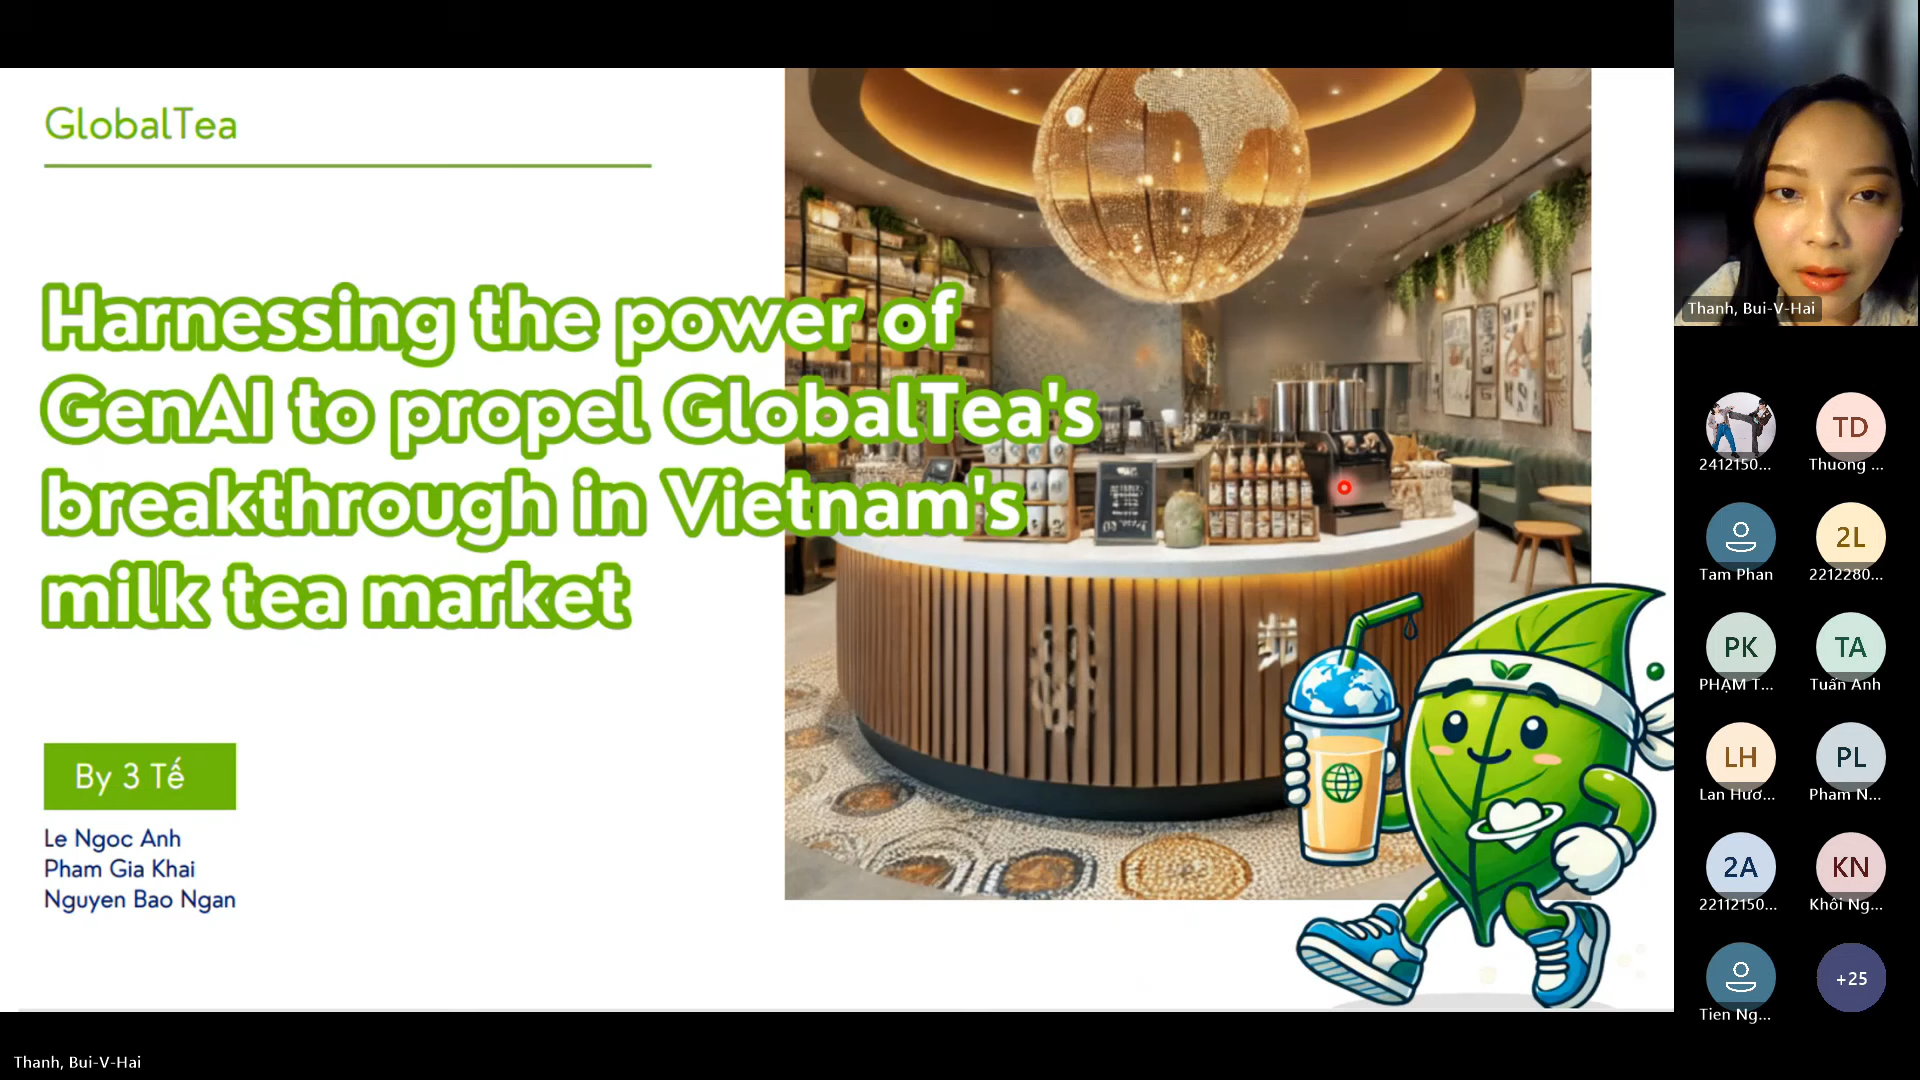 GlobalTea
Harnessing the power of
GenAI to propel GlobalTea's
breakthrough in Vietnam's
milk tea market
By 3 Tế
Le Ngoc Anh
Pham Gia Khai
Nguyen Bao Ngan
Thanh, Bui-V-Hai
2412150...
TD
Thuong ...
Tam Phan
2L
2212280...
PK
PHẠM T...
TA
Tuấn Anh
LH
Lan Hươ...
PL
Pham N...
2A
22112150...
KN
Khôi Ng...
Tien Ng...
+25
Thanh, Bui-V-Hai